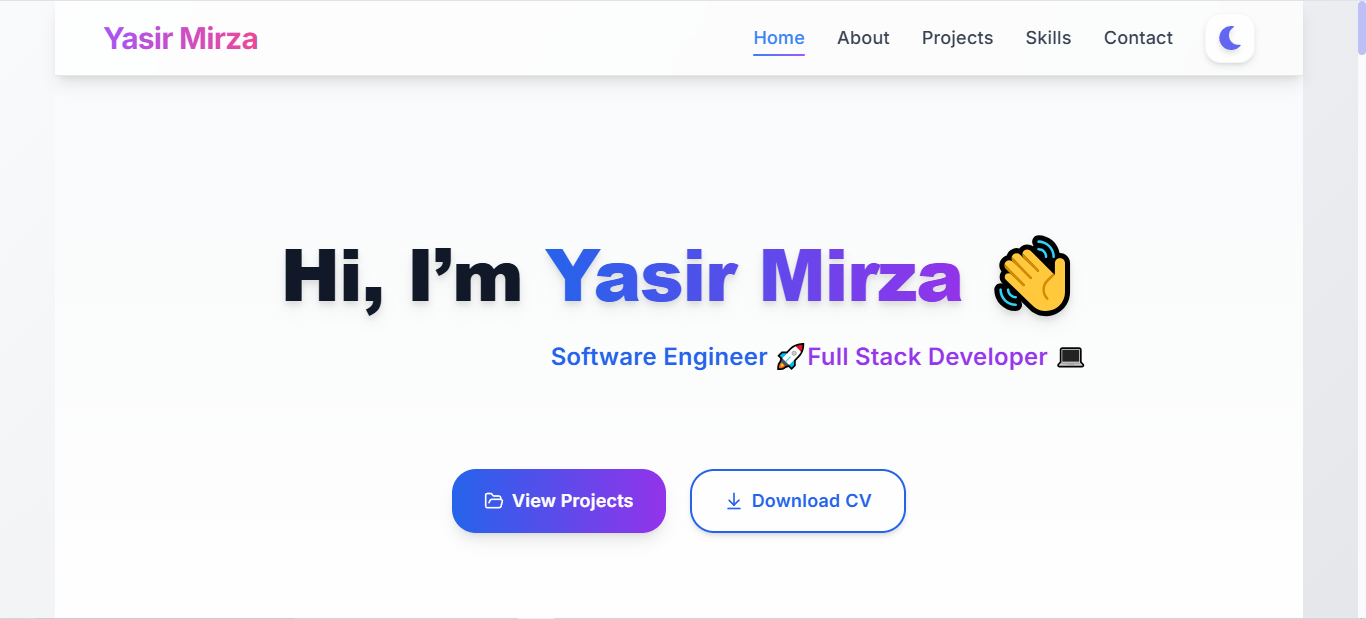 Yasir Mirza
Home About Projects Skills Contact
Hi, I’m Yasir Mirza 👋
Software Engineer 🚀Full Stack Developer 💻
View Projects Download CV